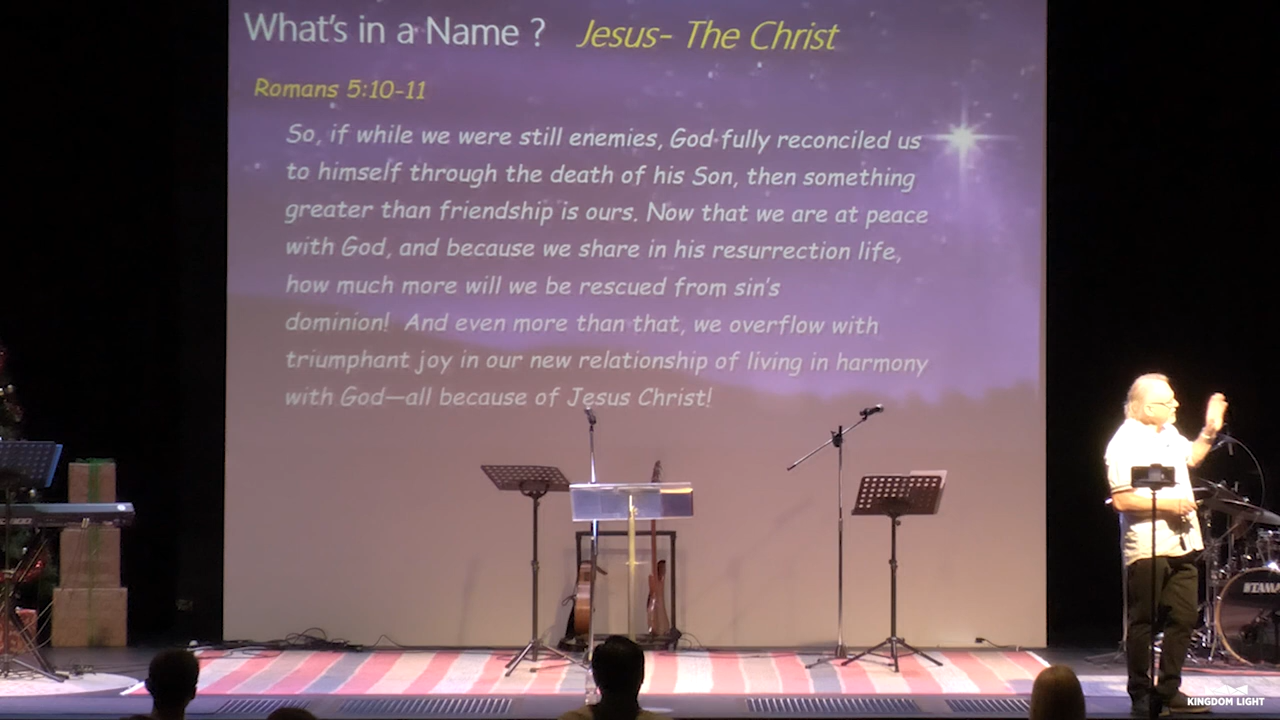 What's in a Name ? Jesus- The Christ
Romans 5:10-11
So, if while we were still enemies, God fully reconciled us
to himself through the death of his Son, then something
greater than friendship is ours. Now that we are at peace
with God, and because we share in his resurrection life,
how much more will we be rescued from sin's
dominion! And even more than that, we overflow with
triumphant joy in our new relationship of living in harmony
with God—all because of Jesus Christ!
TAMA
KINGDOM LIGHT